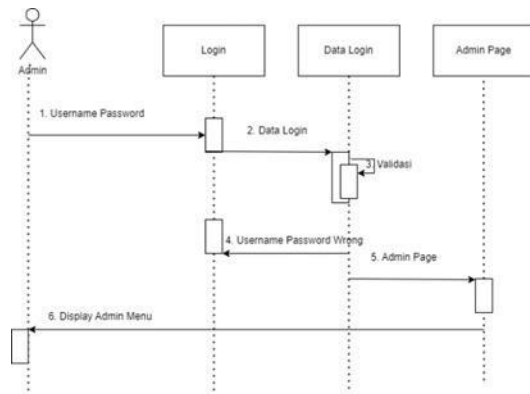 Login
Data Login
Admin Page
Admin
1. Username Password
2. Data Login
3. Validasi
4. Username Password Wrong
5. Admin Page
6. Display Admin Menu